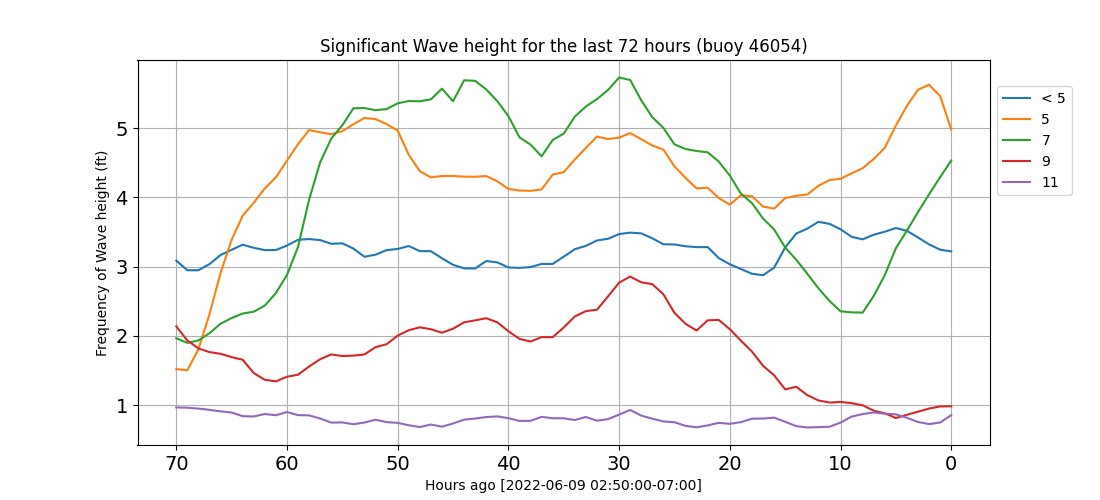 Significant Wave height for the last 72 hours (buoy 46054)
Frequency of Wave height (ft)
5
4
3
2
1
70 60 50 40 30 20 10 0
Hours ago [2022-06-09 02:50:00-07:00]
< 5
5
7
9
11